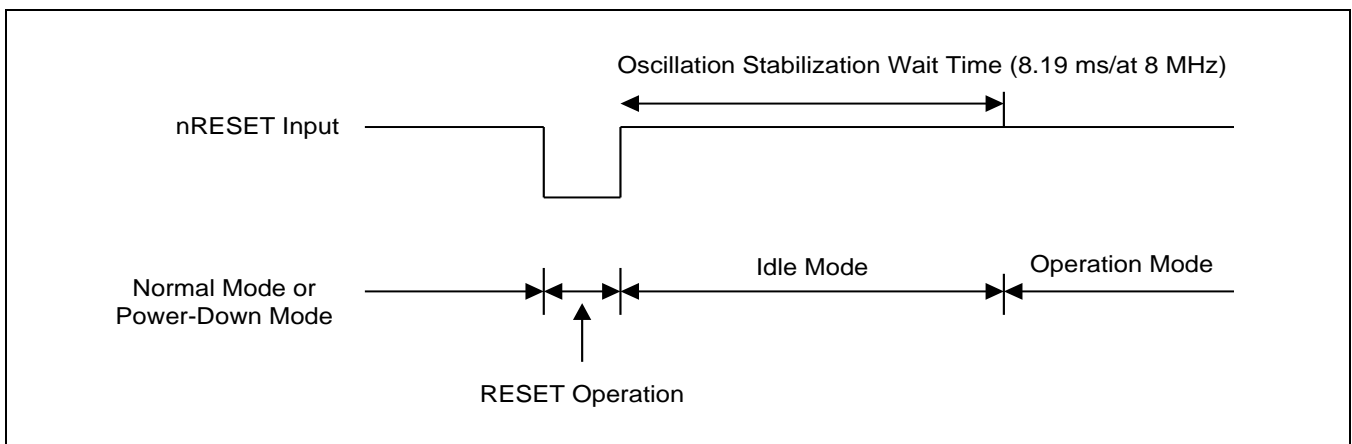 Oscillation Stabilization Wait Time (8.19 ms/at 8 MHz)
nRESET Input
Idle Mode
Operation Mode
Normal Mode or
Power-Down Mode
RESET Operation